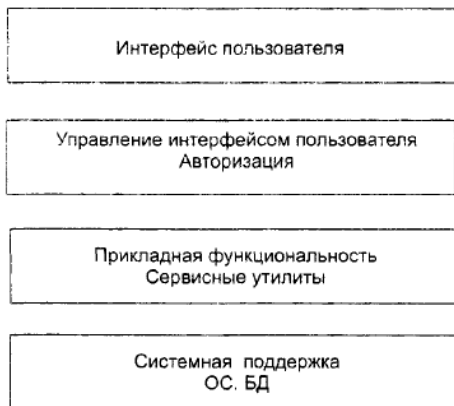 Интерфейс пользователя
Управление интерфейсом пользователя
Авторизация
Прикладная функциональность
Сервисные утилиты
Системная поддержка
ОС. БД